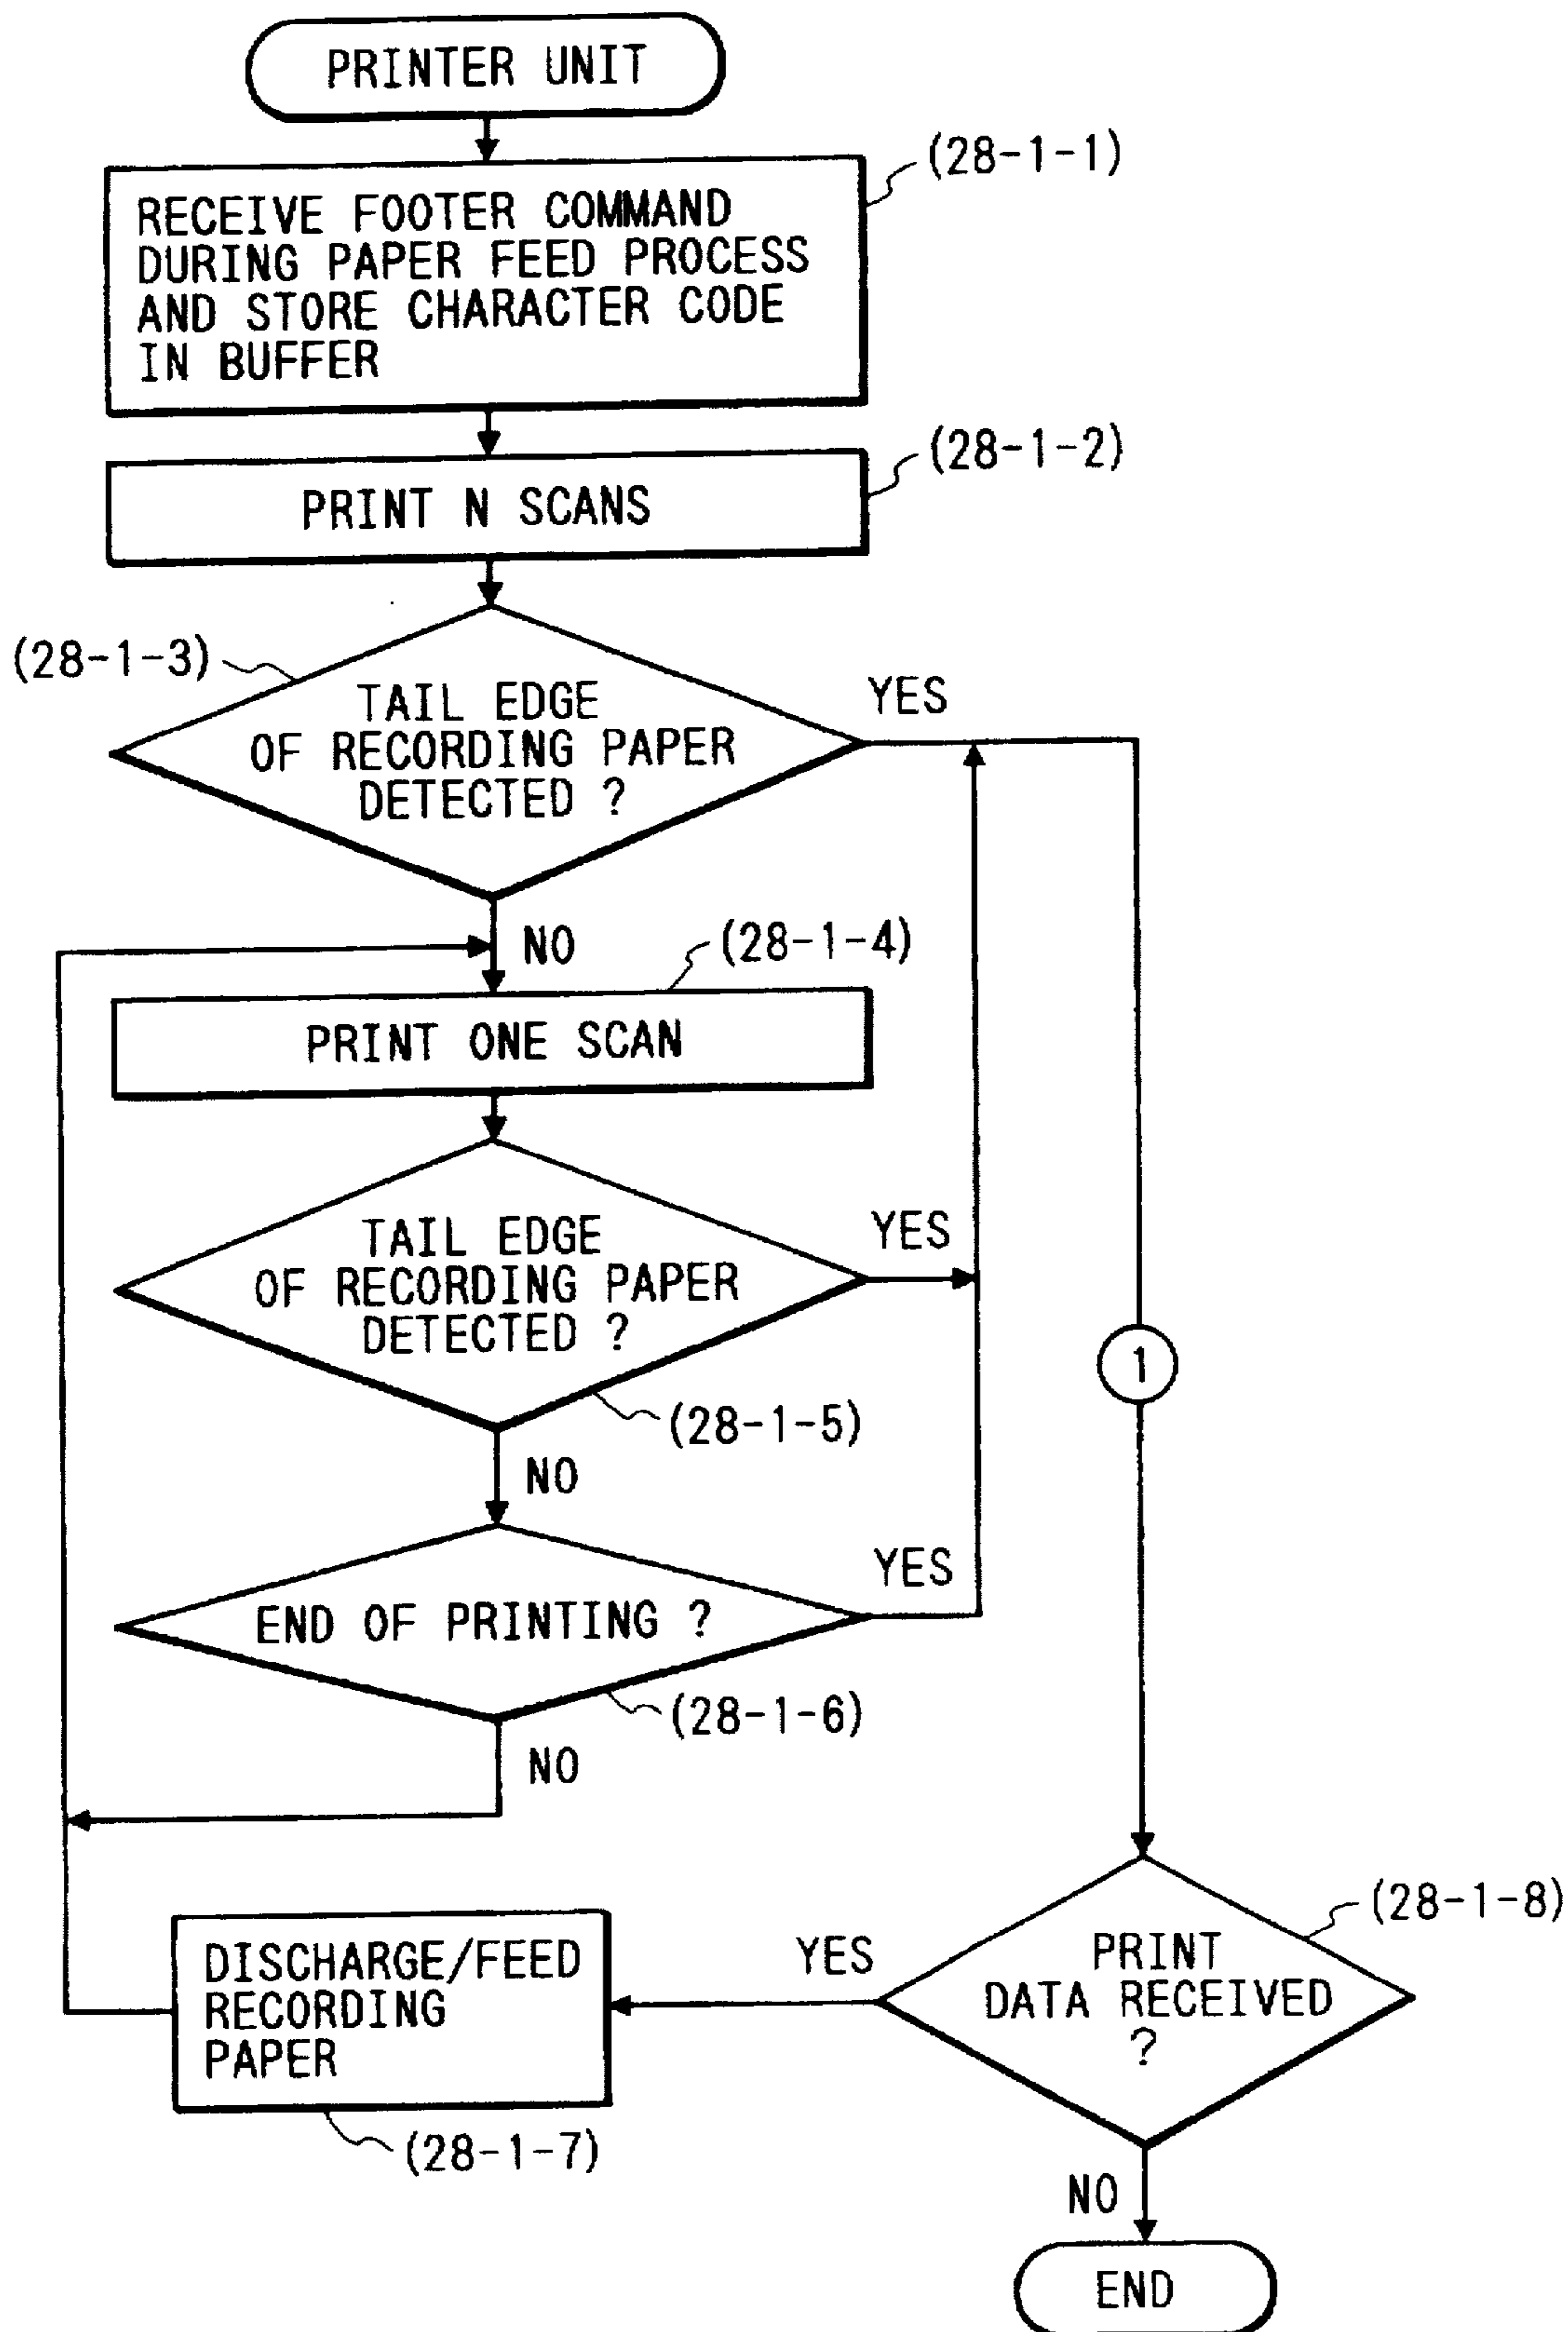 PRINTER UNIT
(28-1-1)
RECEIVE FOOTER COMMAND
DURING PAPER FEED PROCESS
AND STORE CHARACTER CODE
IN BUFFER
(28-1-2)
PRINT N SCANS
(28-1-3)
TAIL EDGE
OF RECORDING PAPER
DETECTED ?
YES
NO
(28-1-4)
PRINT ONE SCAN
TAIL EDGE
OF RECORDING PAPER
DETECTED ?
YES
(28-1-5)
NO
1
END OF PRINTING ?
YES
(28-1-6)
NO
(28-1-8)
PRINT
DATA RECEIVED
?
YES
DISCHARGE/FEED
RECORDING
PAPER
(28-1-7)
NO
END